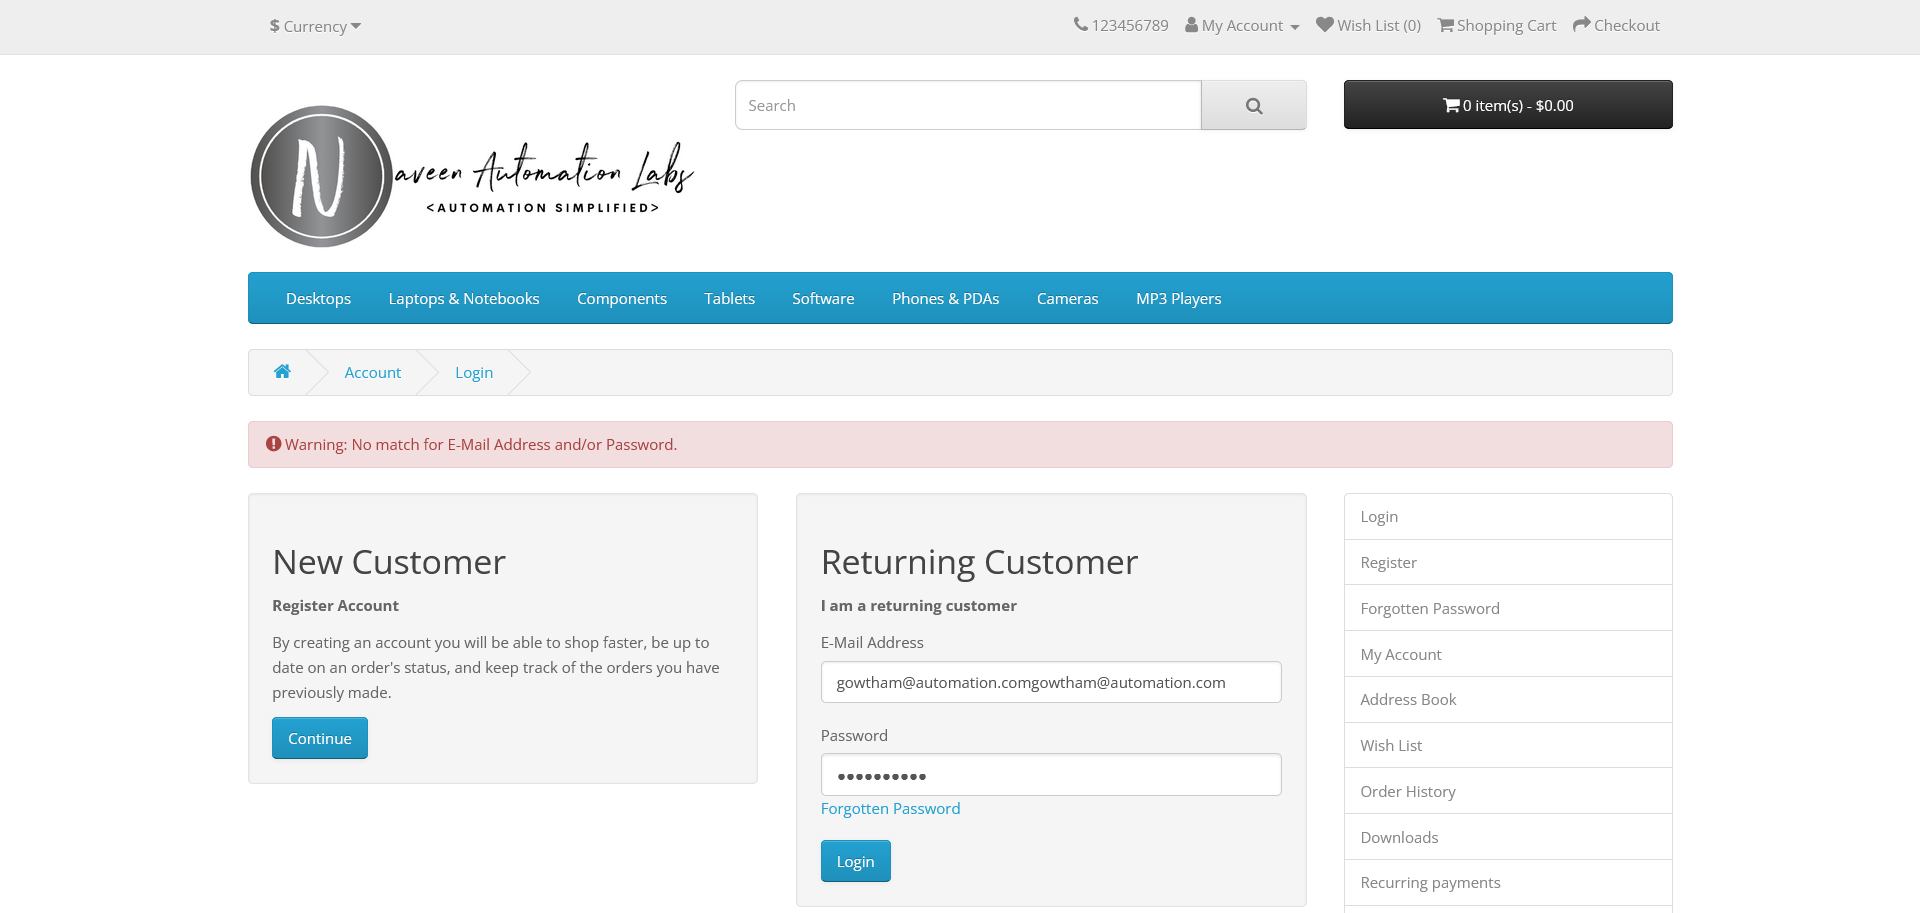 $ Currency
123456789 My Account Wish List (0) Shopping Cart Checkout
Search
0 item(s) - $0.00
Naveen Automation Labs
<AUTOMATION SIMPLIFIED>
Desktops Laptops & Notebooks Components Tablets Software Phones & PDAs Cameras MP3 Players
Account Login
Warning: No match for E-Mail Address and/or Password.
New Customer
Register Account
By creating an account you will be able to shop faster, be up to
date on an order's status, and keep track of the orders you have
previously made.
Continue
Returning Customer
I am a returning customer
E-Mail Address
gowtham@automation.comgowtham@automation.com
Password
••••••••••
Forgotten Password
Login
Login
Register
Forgotten Password
My Account
Address Book
Wish List
Order History
Downloads
Recurring payments